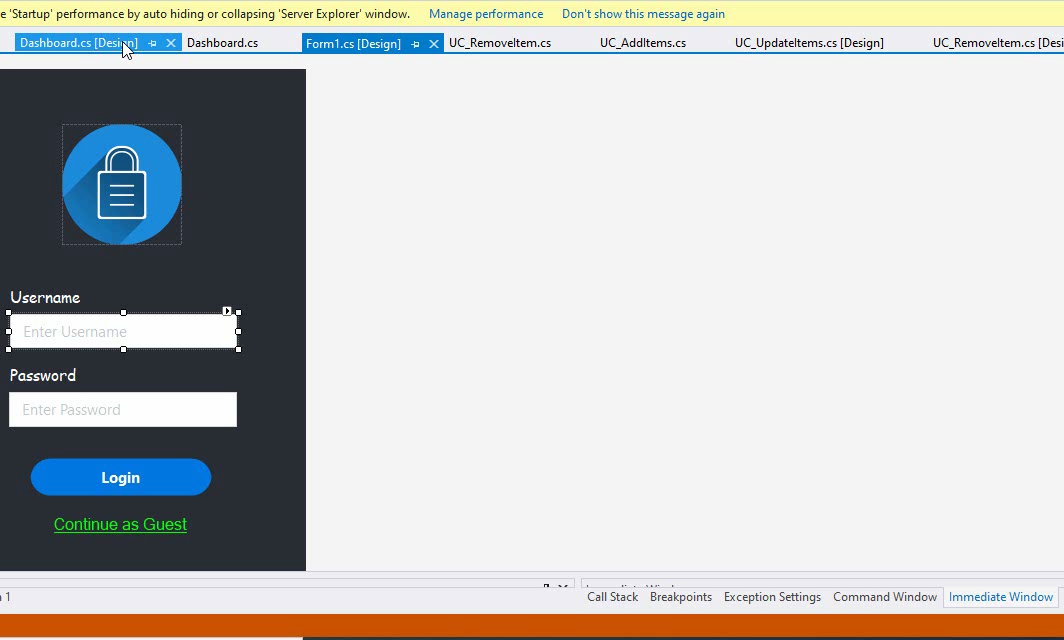 e 'Startup' performance by auto hiding or collapsing 'Server Explorer' window. Manage performance Don't show this message again
Dashboard.cs [Design] Dashboard.cs Form1.cs [Design] UC_RemoveItem.cs UC_AddItems.cs UC_UpdateItems.cs [Design] UC_RemoveItem.cs [Desi
Username
Enter Username
Password
Enter Password
Login
Continue as Guest
1 Call Stack Breakpoints Exception Settings Command Window Immediate Window